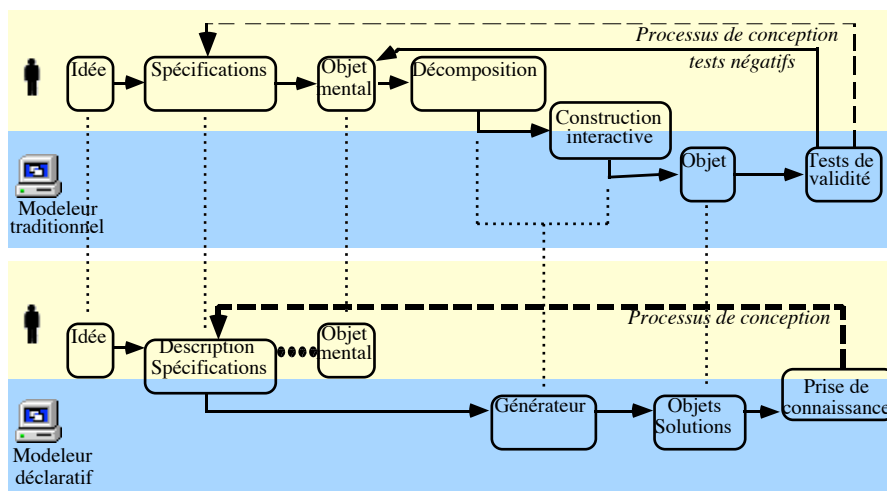 Processus de conception
tests négatifs
Idée
Spécifications
Objet
mental
Décomposition
Construction
interactive
Objet
Tests de
validité
Modeleur
traditionnel
Processus de conception
Idée
Description
Spécifications
Objet
mental
Prise de
connaissance
Générateur
Objets
Solutions
Modeleur
déclaratif